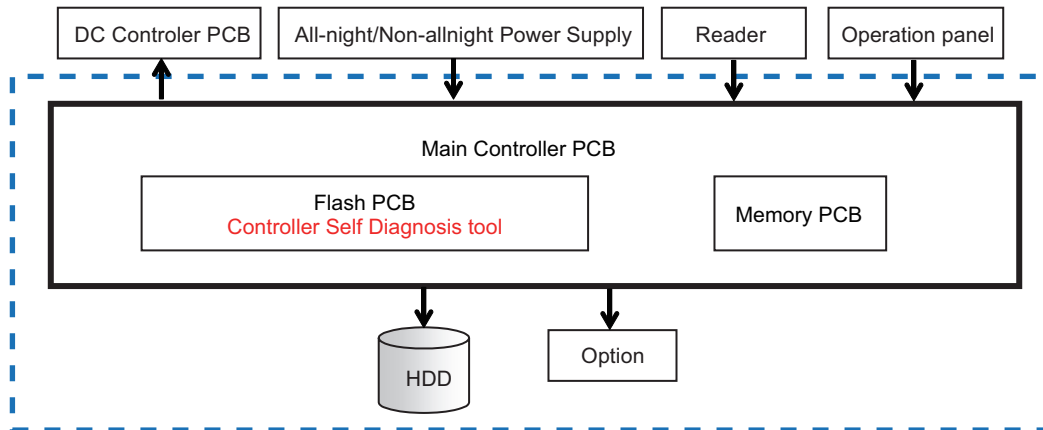 DC Controler PCB
All-night/Non-allnight Power Supply
Reader
Operation panel
Main Controller PCB
Flash PCB
Controller Self Diagnosis tool
Memory PCB
HDD
Option